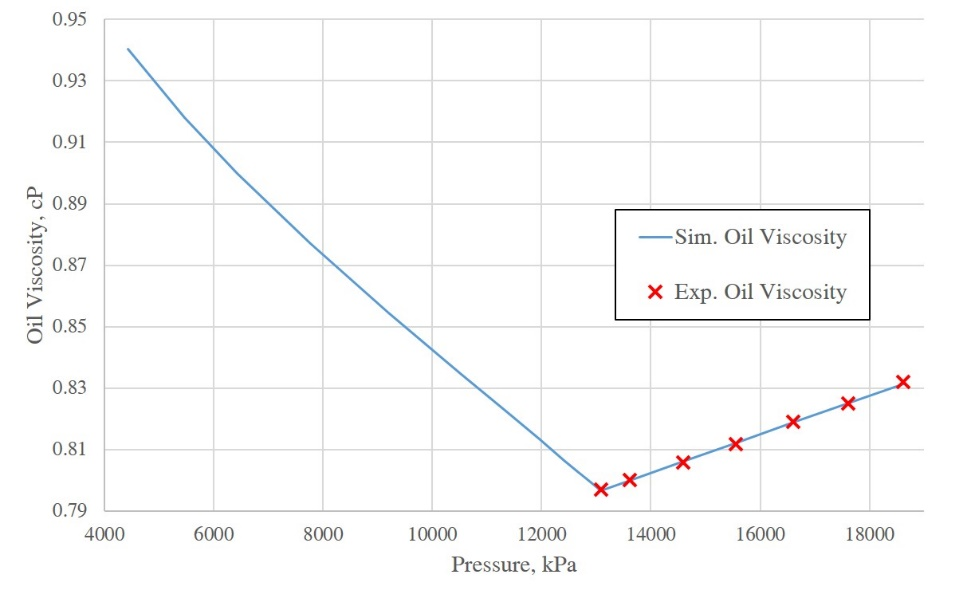 0.95
0.93
0.91
0.89
0.87
0.85
0.83
0.81
0.79
Oil Viscosity, cP
Sim. Oil Viscosity
Exp. Oil Viscosity
4000 6000 8000 10000 12000 14000 16000 18000
Pressure, kPa